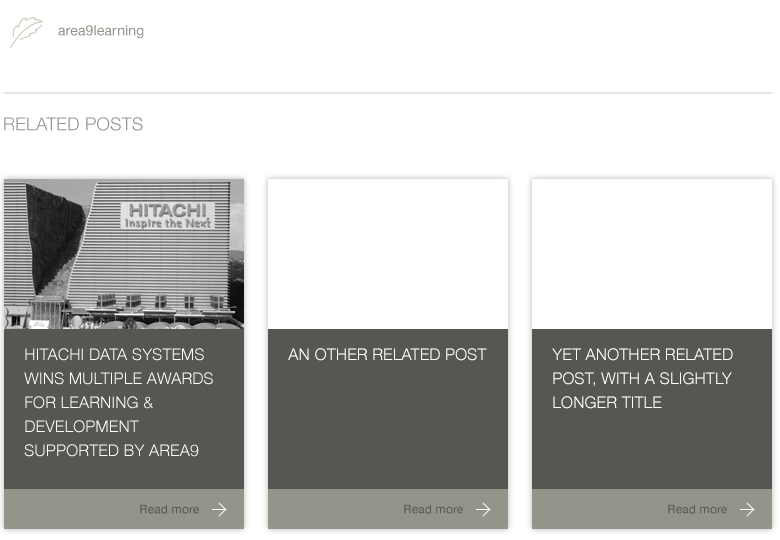 area9learning
RELATED POSTS
HITACHI
Inspire the Next
HITACHI DATA SYSTEMS
WINS MULTIPLE AWARDS
FOR LEARNING &
DEVELOPMENT
SUPPORTED BY AREA9
Read more
AN OTHER RELATED POST
Read more
YET ANOTHER RELATED
POST, WITH A SLIGHTLY
LONGER TITLE
Read more